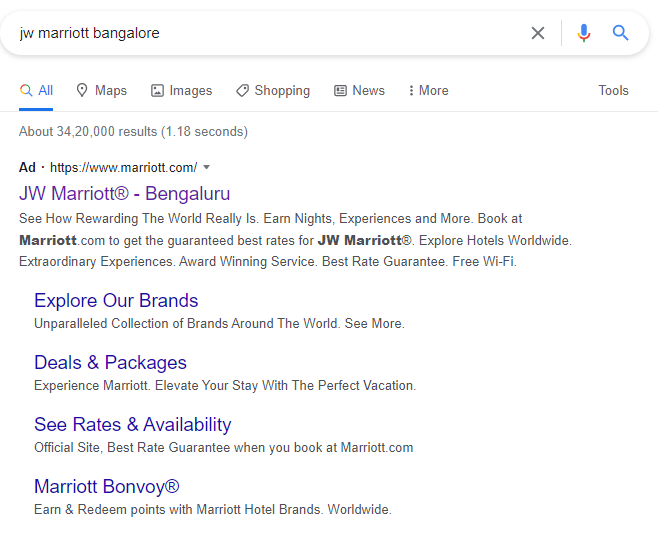 jw marriott bangalore
All Maps Images Shopping News More Tools
About 34,20,000 results (1.18 seconds)
Ad · https://www.marriott.com/
JW Marriott® - Bengaluru
See How Rewarding The World Really Is. Earn Nights, Experiences and More. Book at
Marriott.com to get the guaranteed best rates for JW Marriott®. Explore Hotels Worldwide.
Extraordinary Experiences. Award Winning Service. Best Rate Guarantee. Free Wi-Fi.
Explore Our Brands
Unparalleled Collection of Brands Around The World. See More.
Deals & Packages
Experience Marriott. Elevate Your Stay With The Perfect Vacation.
See Rates & Availability
Official Site, Best Rate Guarantee when you book at Marriott.com
Marriott Bonvoy®
Earn & Redeem points with Marriott Hotel Brands. Worldwide.